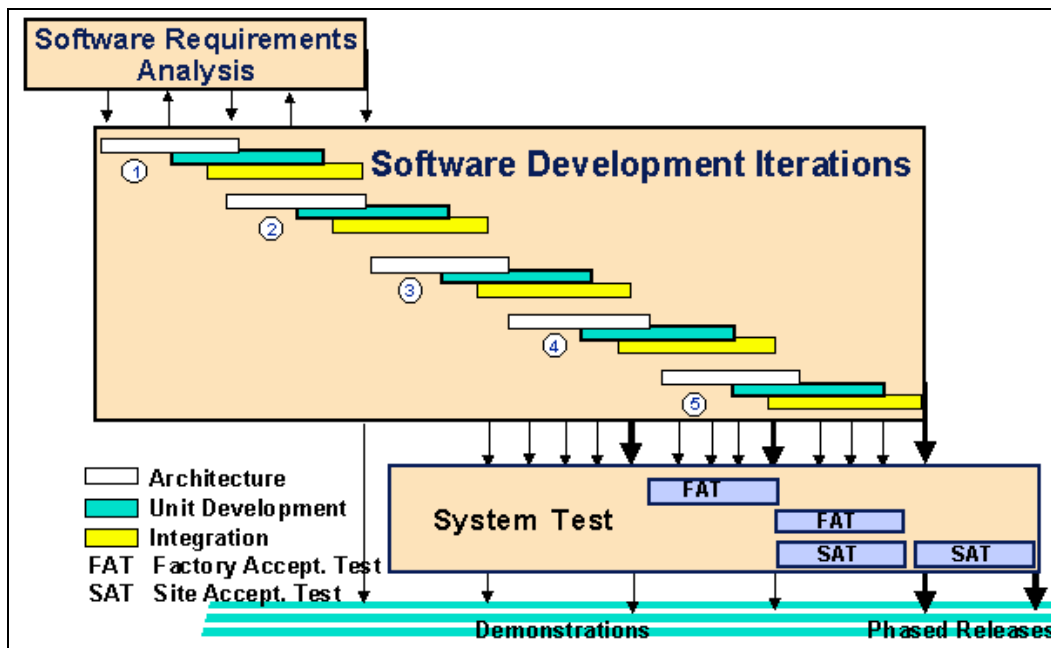 Software Requirements
Analysis
Software Development Iterations
1
2
3
4
5
Architecture
Unit Development
Integration
FAT Factory Accept. Test
SAT Site Accept. Test
System Test
FAT
FAT
SAT
SAT
Demonstrations
Phased Releases